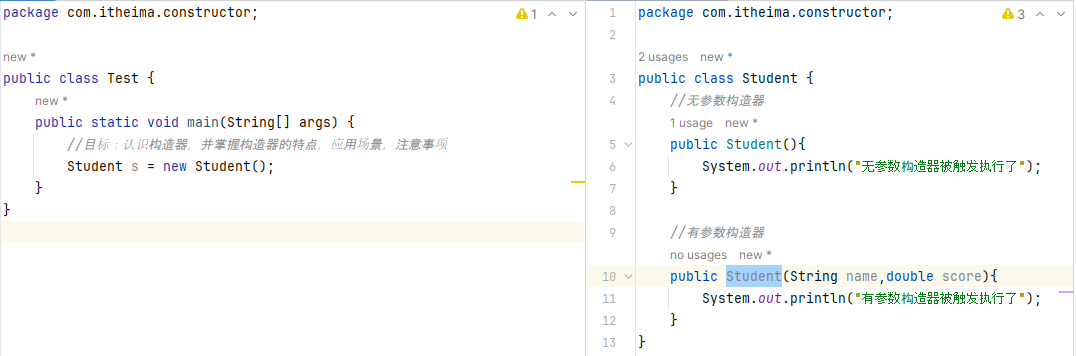 package com.itheima.constructor;
1
new *
public class Test {
new *
public static void main(String[] args) {
//目标：认识构造器，并掌握构造器的特点，应用场景，注意事项
Student s = new Student();
}
}
1 package com.itheima.constructor;
3
2
2 usages new *
3 public class Student {
4 //无参数构造器
1 usage new *
5 public Student(){
6 System.out.println("无参数构造器被触发执行了");
7 }
8
9 //有参数构造器
no usages new *
10 public Student(String name,double score){
11 System.out.println("有参数构造器被触发执行了");
12 }
13 }